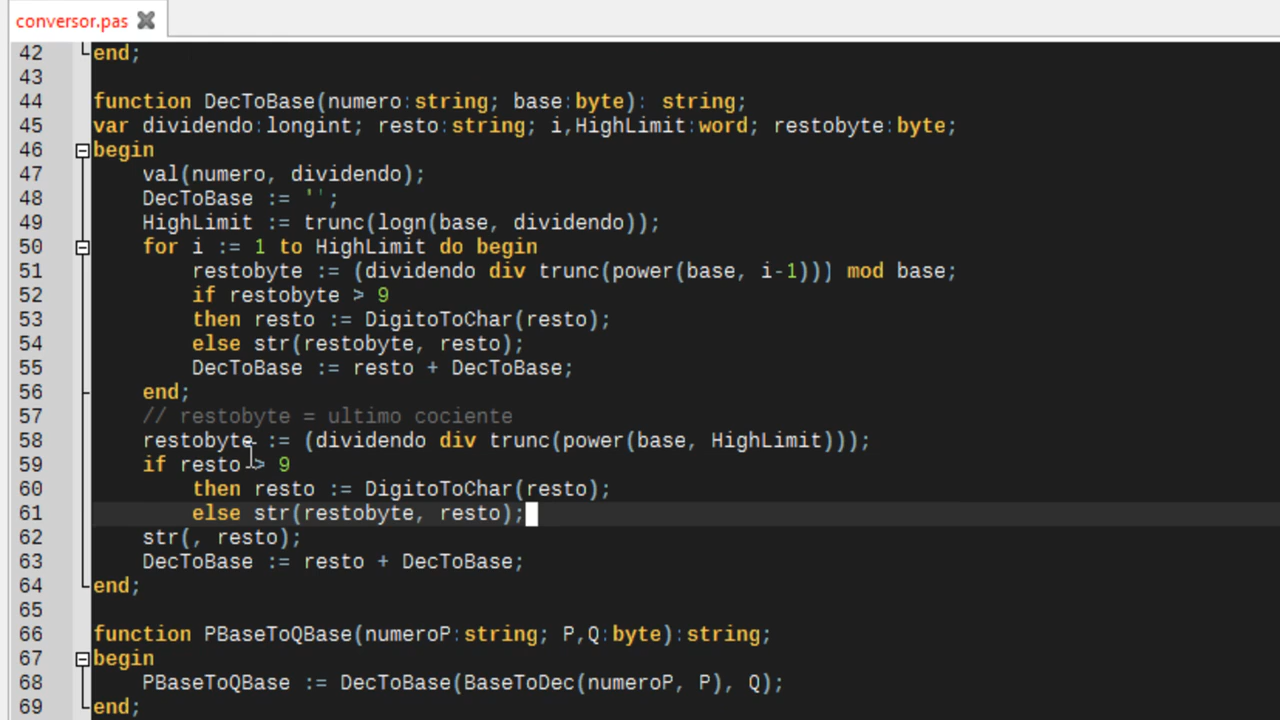 conversor.pas
42 end;
43
44 function DecToBase(numero:string; base:byte): string;
45 var dividendo:longint; resto:string; i,HighLimit:word; restobyte:byte;
46 begin
47 val(numero, dividendo);
48 DecToBase := '';
49 HighLimit := trunc(logn(base, dividendo));
50 for i := 1 to HighLimit do begin
51 restobyte := (dividendo div trunc(power(base, i-1))) mod base;
52 if restobyte > 9
53 then resto := DigitoToChar(resto);
54 else str(restobyte, resto);
55 DecToBase := resto + DecToBase;
56 end;
57 // restobyte = ultimo cociente
58 restobyte := (dividendo div trunc(power(base, HighLimit)));
59 if resto > 9
60 then resto := DigitoToChar(resto);
61 else str(restobyte, resto);
62 str(, resto);
63 DecToBase := resto + DecToBase;
64 end;
65
66 function PBaseToQBase(numeroP:string; P,Q:byte):string;
67 begin
68 PBaseToQBase := DecToBase(BaseToDec(numeroP, P), Q);
69 end;